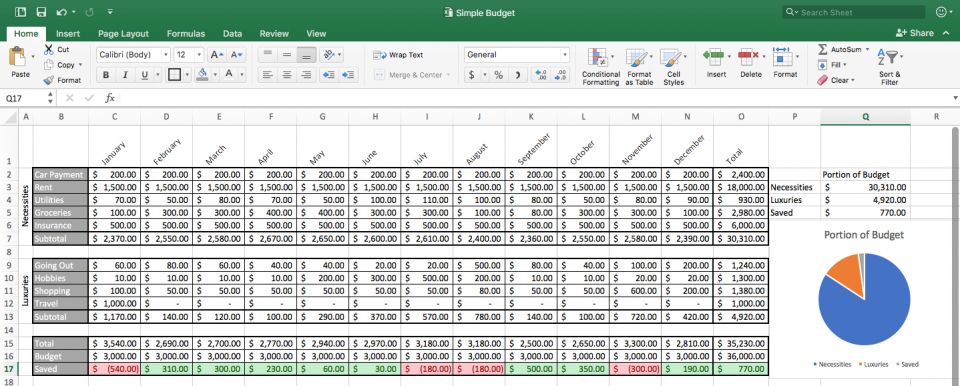 Simple Budget
Search Sheet
Home Insert Page Layout Formulas Data Review View Share
Paste Cut Copy Format Calibri (Body) 12 A A B I U A ab Wrap Text Merge & Center General $ % Conditional Formatting Format as Table Cell Styles Insert Delete Format AutoSum Fill Clear Sort & Filter
Q17 fx
A B C D E F G H I J K L M N O P Q R
1 January February March April May June July August September October November December Total
2 Car Payment $ 200.00 $ 200.00 $ 200.00 $ 200.00 $ 200.00 $ 200.00 $ 200.00 $ 200.00 $ 200.00 $ 200.00 $ 200.00 $ 200.00 $ 2,400.00 Portion of Budget
3 Rent $ 1,500.00 $ 1,500.00 $ 1,500.00 $ 1,500.00 $ 1,500.00 $ 1,500.00 $ 1,500.00 $ 1,500.00 $ 1,500.00 $ 1,500.00 $ 1,500.00 $ 1,500.00 $ 18,000.00 Necessities $ 30,310.00
4 Utilities $ 70.00 $ 50.00 $ 80.00 $ 70.00 $ 50.00 $ 100.00 $ 110.00 $ 100.00 $ 80.00 $ 50.00 $ 80.00 $ 90.00 $ 930.00 Luxuries $ 4,920.00
5 Groceries $ 100.00 $ 300.00 $ 300.00 $ 400.00 $ 400.00 $ 300.00 $ 300.00 $ 100.00 $ 80.00 $ 300.00 $ 300.00 $ 100.00 $ 2,980.00 Saved $ 770.00
6 Insurance $ 500.00 $ 500.00 $ 500.00 $ 500.00 $ 500.00 $ 500.00 $ 500.00 $ 500.00 $ 500.00 $ 500.00 $ 500.00 $ 500.00 $ 6,000.00
7 Subtotal $ 2,370.00 $ 2,550.00 $ 2,580.00 $ 2,670.00 $ 2,650.00 $ 2,600.00 $ 2,610.00 $ 2,400.00 $ 2,360.00 $ 2,550.00 $ 2,580.00 $ 2,390.00 $ 30,310.00
Necessities
8 Portion of Budget
9 Going Out $ 60.00 $ 80.00 $ 60.00 $ 40.00 $ 40.00 $ 20.00 $ 20.00 $ 500.00 $ 80.00 $ 40.00 $ 100.00 $ 200.00 $ 1,240.00
10 Hobbies $ 10.00 $ 10.00 $ 10.00 $ 10.00 $ 200.00 $ 300.00 $ 500.00 $ 200.00 $ 10.00 $ 10.00 $ 20.00 $ 20.00 $ 1,300.00
11 Shopping $ 100.00 $ 50.00 $ 50.00 $ 50.00 $ 50.00 $ 50.00 $ 50.00 $ 80.00 $ 50.00 $ 50.00 $ 600.00 $ 200.00 $ 1,380.00
12 Travel $ 1,000.00 $ - $ - $ - $ - $ - $ - $ - $ - $ - $ - $ - $ 1,000.00
13 Subtotal $ 1,170.00 $ 140.00 $ 120.00 $ 100.00 $ 290.00 $ 370.00 $ 570.00 $ 780.00 $ 140.00 $ 100.00 $ 720.00 $ 420.00 $ 4,920.00
Luxuries
14
15 Total $ 3,540.00 $ 2,690.00 $ 2,700.00 $ 2,770.00 $ 2,940.00 $ 2,970.00 $ 3,180.00 $ 3,180.00 $ 2,500.00 $ 2,650.00 $ 3,300.00 $ 2,810.00 $ 35,230.00
16 Budget $ 3,000.00 $ 3,000.00 $ 3,000.00 $ 3,000.00 $ 3,000.00 $ 3,000.00 $ 3,000.00 $ 3,000.00 $ 3,000.00 $ 3,000.00 $ 3,000.00 $ 3,000.00 $ 36,000.00
17 Saved $ (540.00) $ 310.00 $ 300.00 $ 230.00 $ 60.00 $ 30.00 $ (180.00) $ (180.00) $ 500.00 $ 350.00 $ (300.00) $ 190.00 $ 770.00
Necessities Luxuries Saved
18